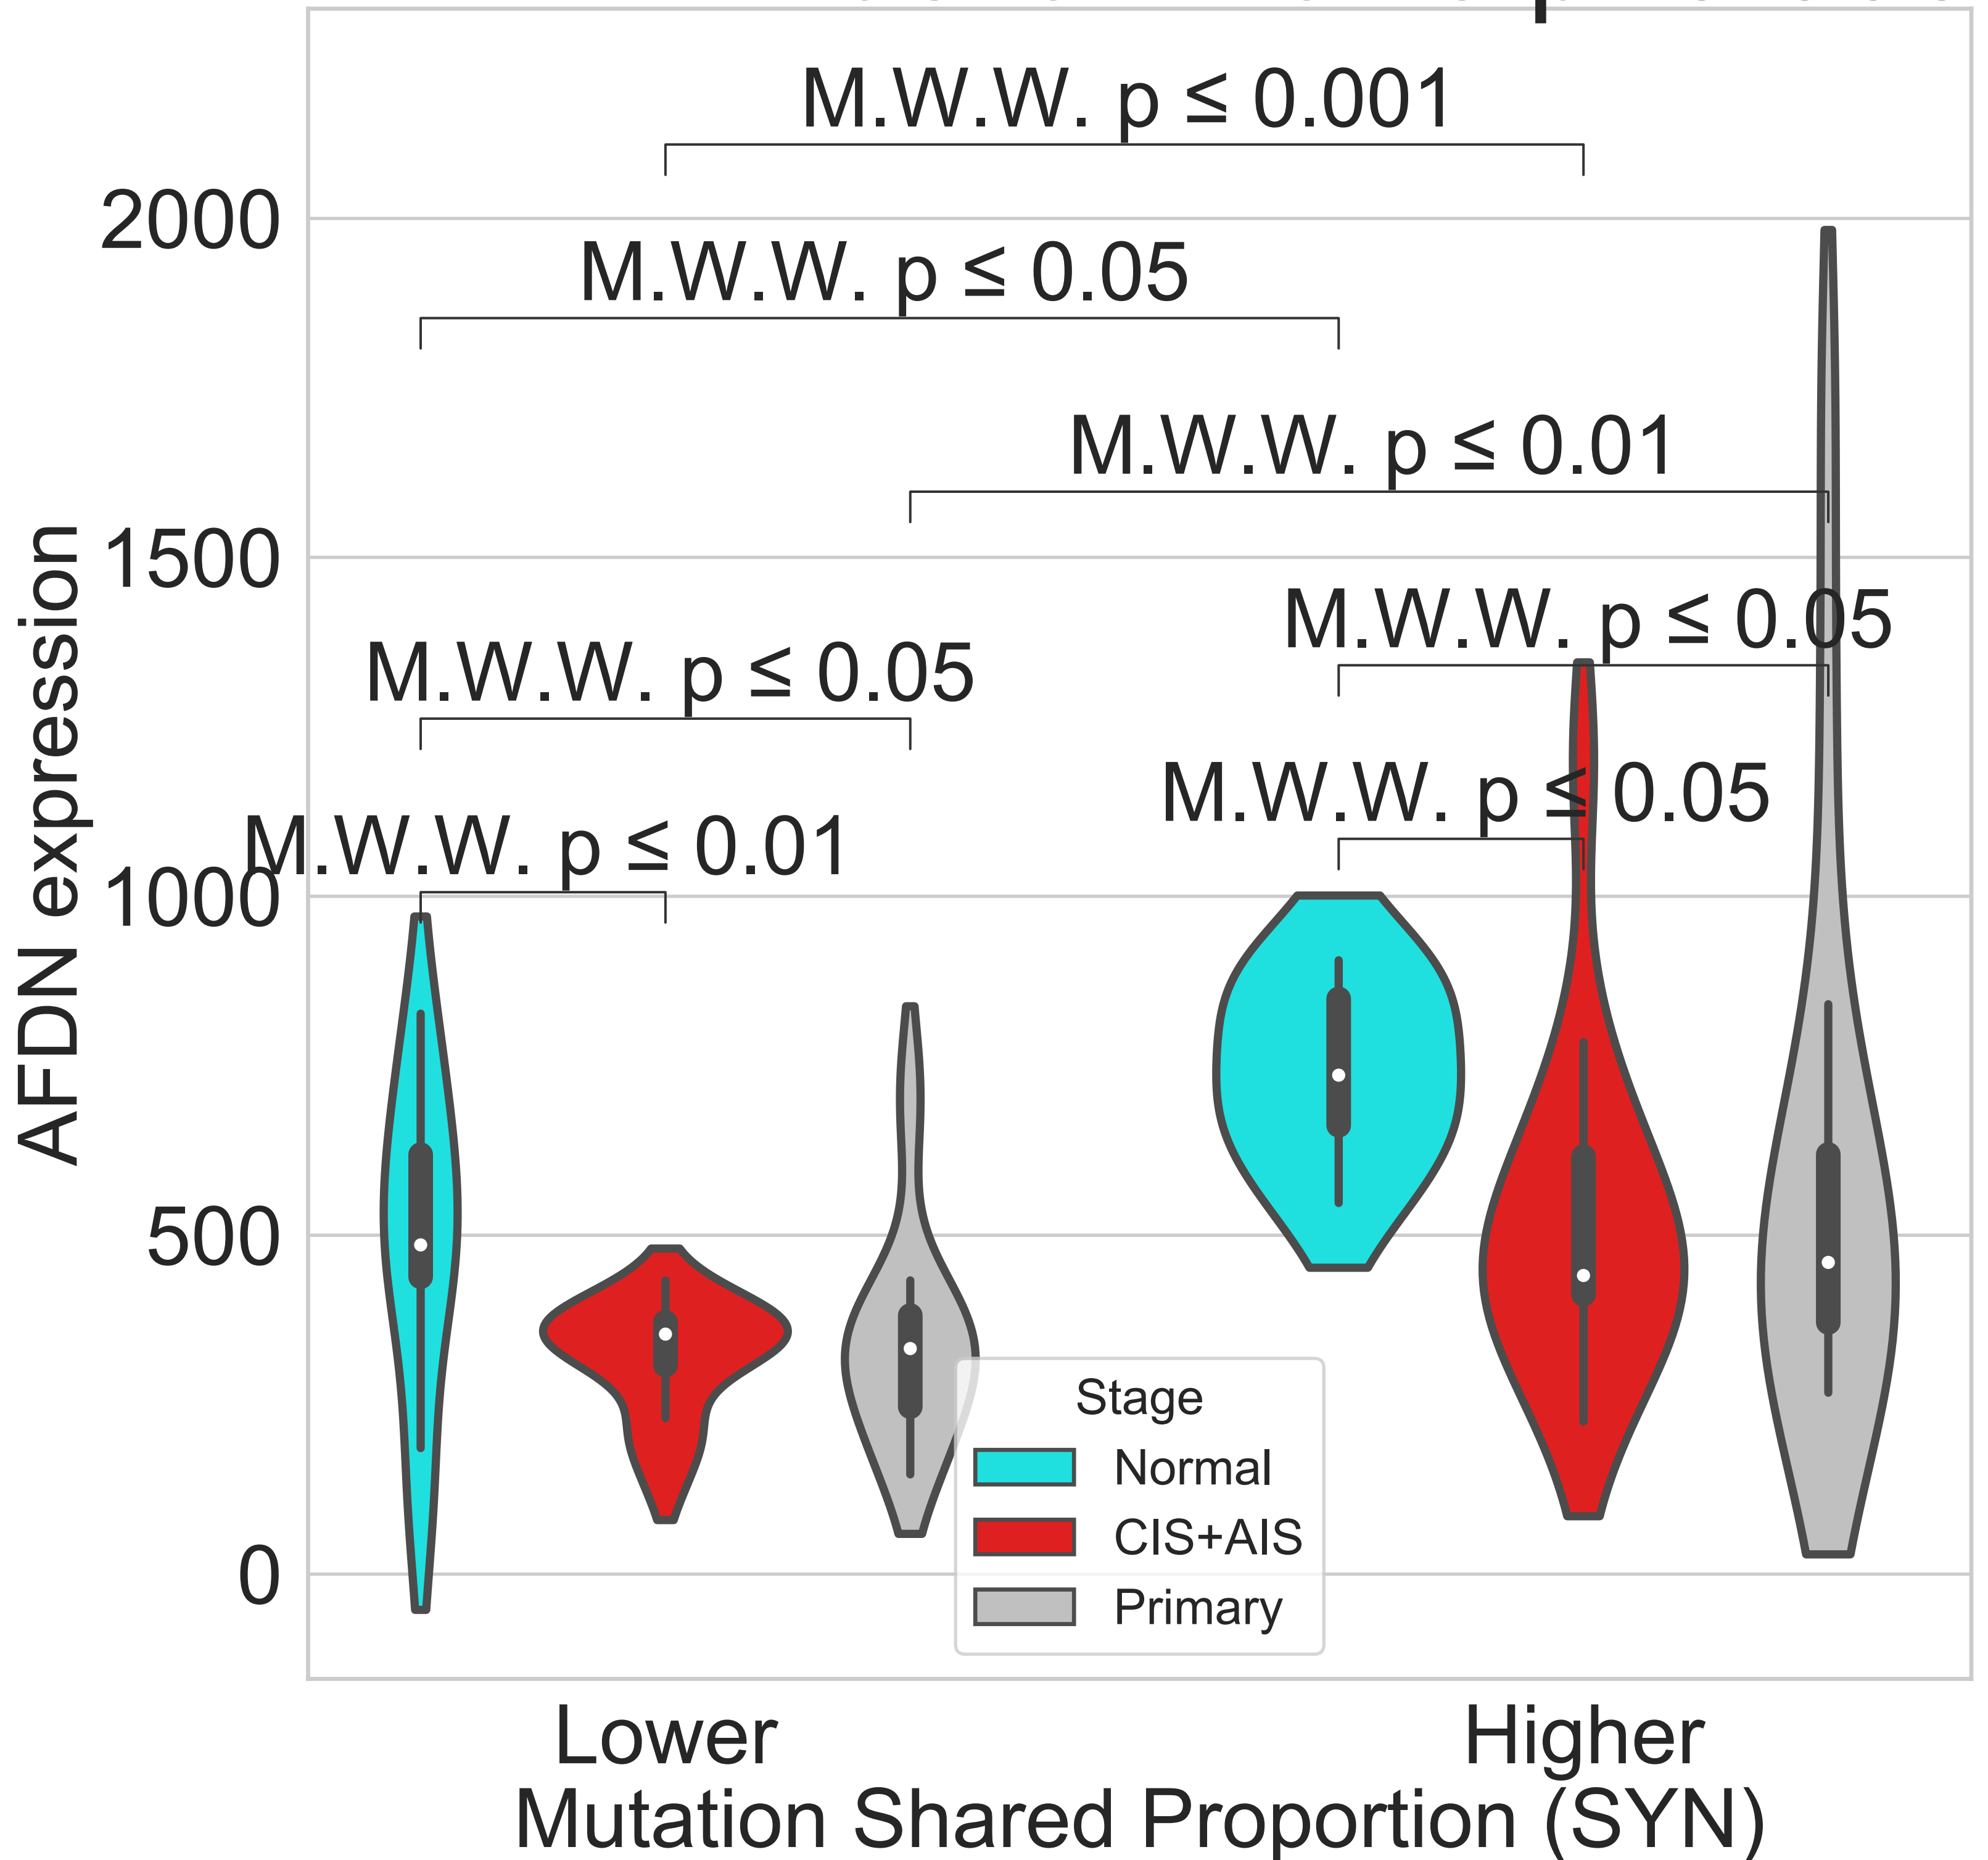 M.W.W. p ≤ 0.001
2000
M.W.W. p ≤ 0.05
M.W.W. p ≤ 0.01
1500
M.W.W. p ≤ 0.05
M.W.W. p ≤ 0.05
M.W.W. p ≤ 0.05
M.W.W. p ≤ 0.01
1000
500
0
AFDN expression
Stage
Normal
CIS+AIS
Primary
Lower
Higher
Mutation Shared Proportion (SYN)